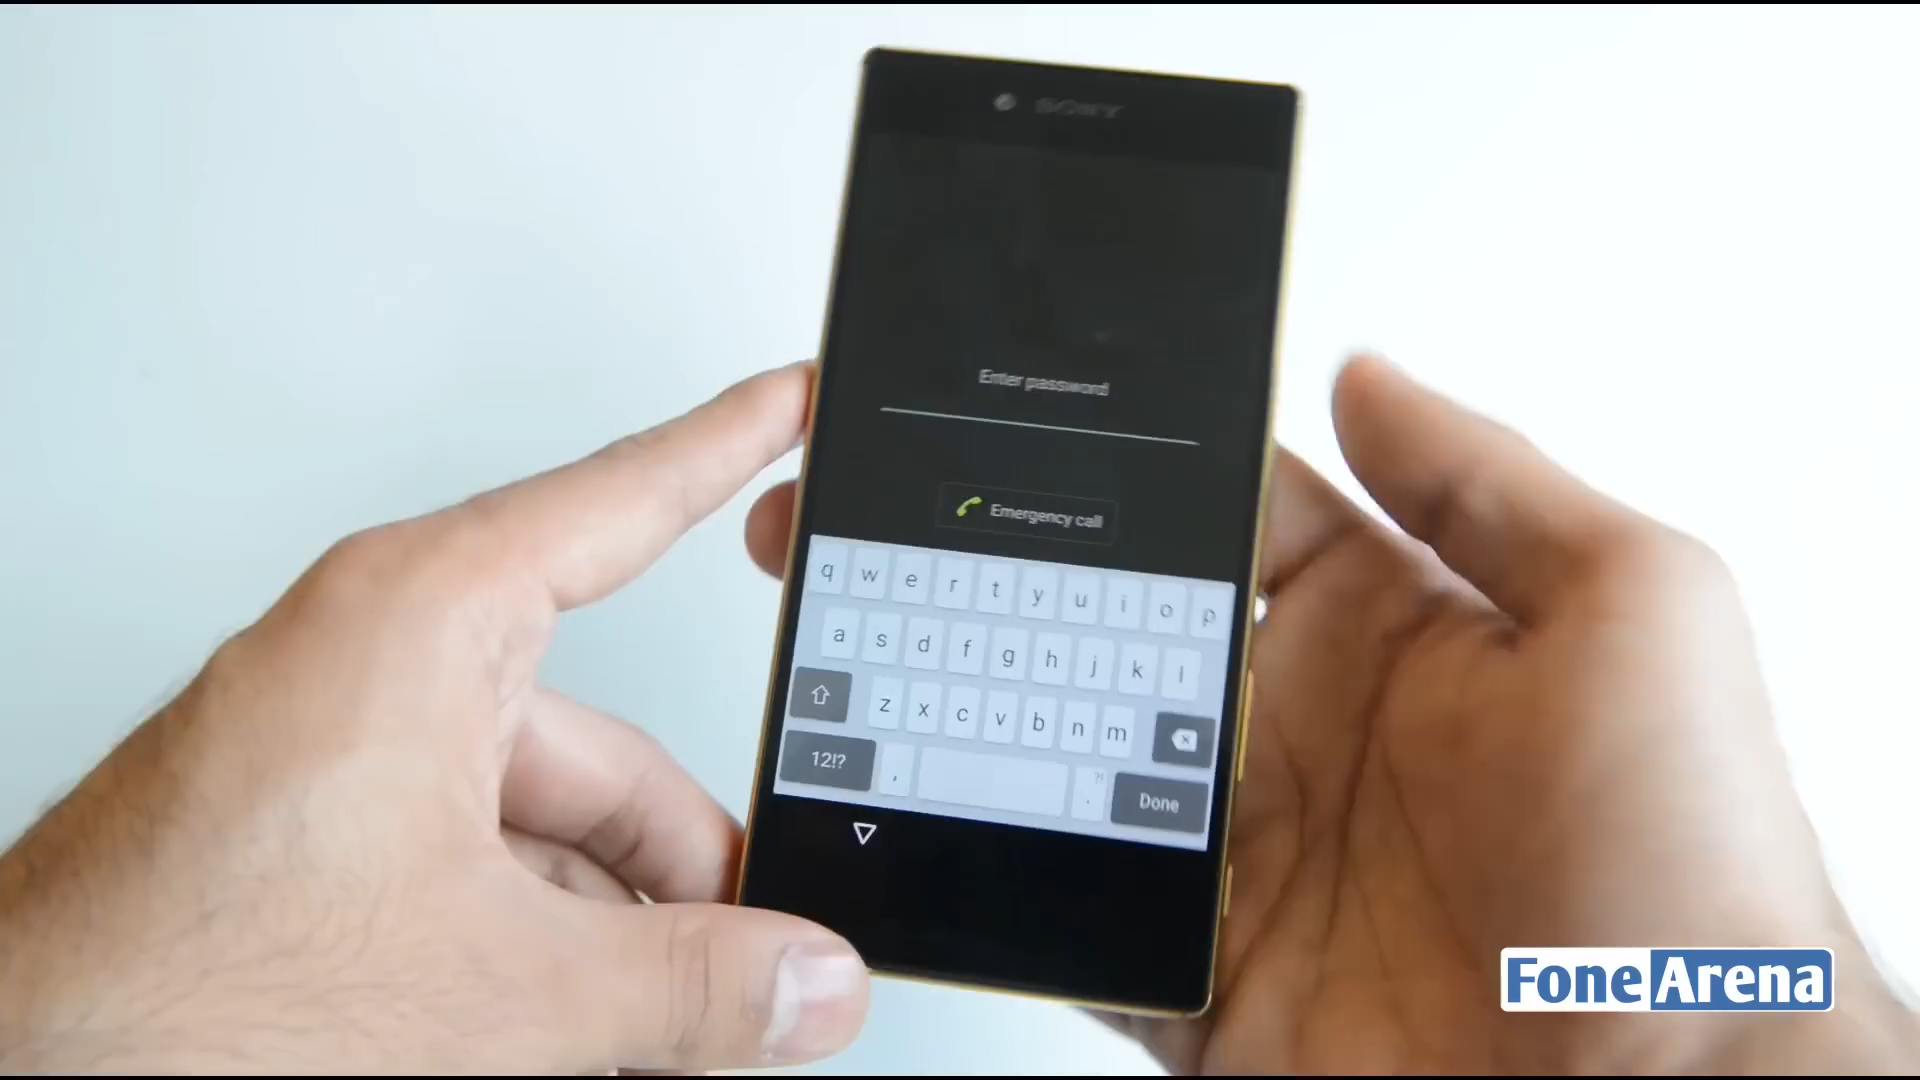 SONY
Enter password
Emergency call
q w e r t y u i o p
a s d f g h j k l
z x c v b n m
12!? , ?! . Done
FoneArena